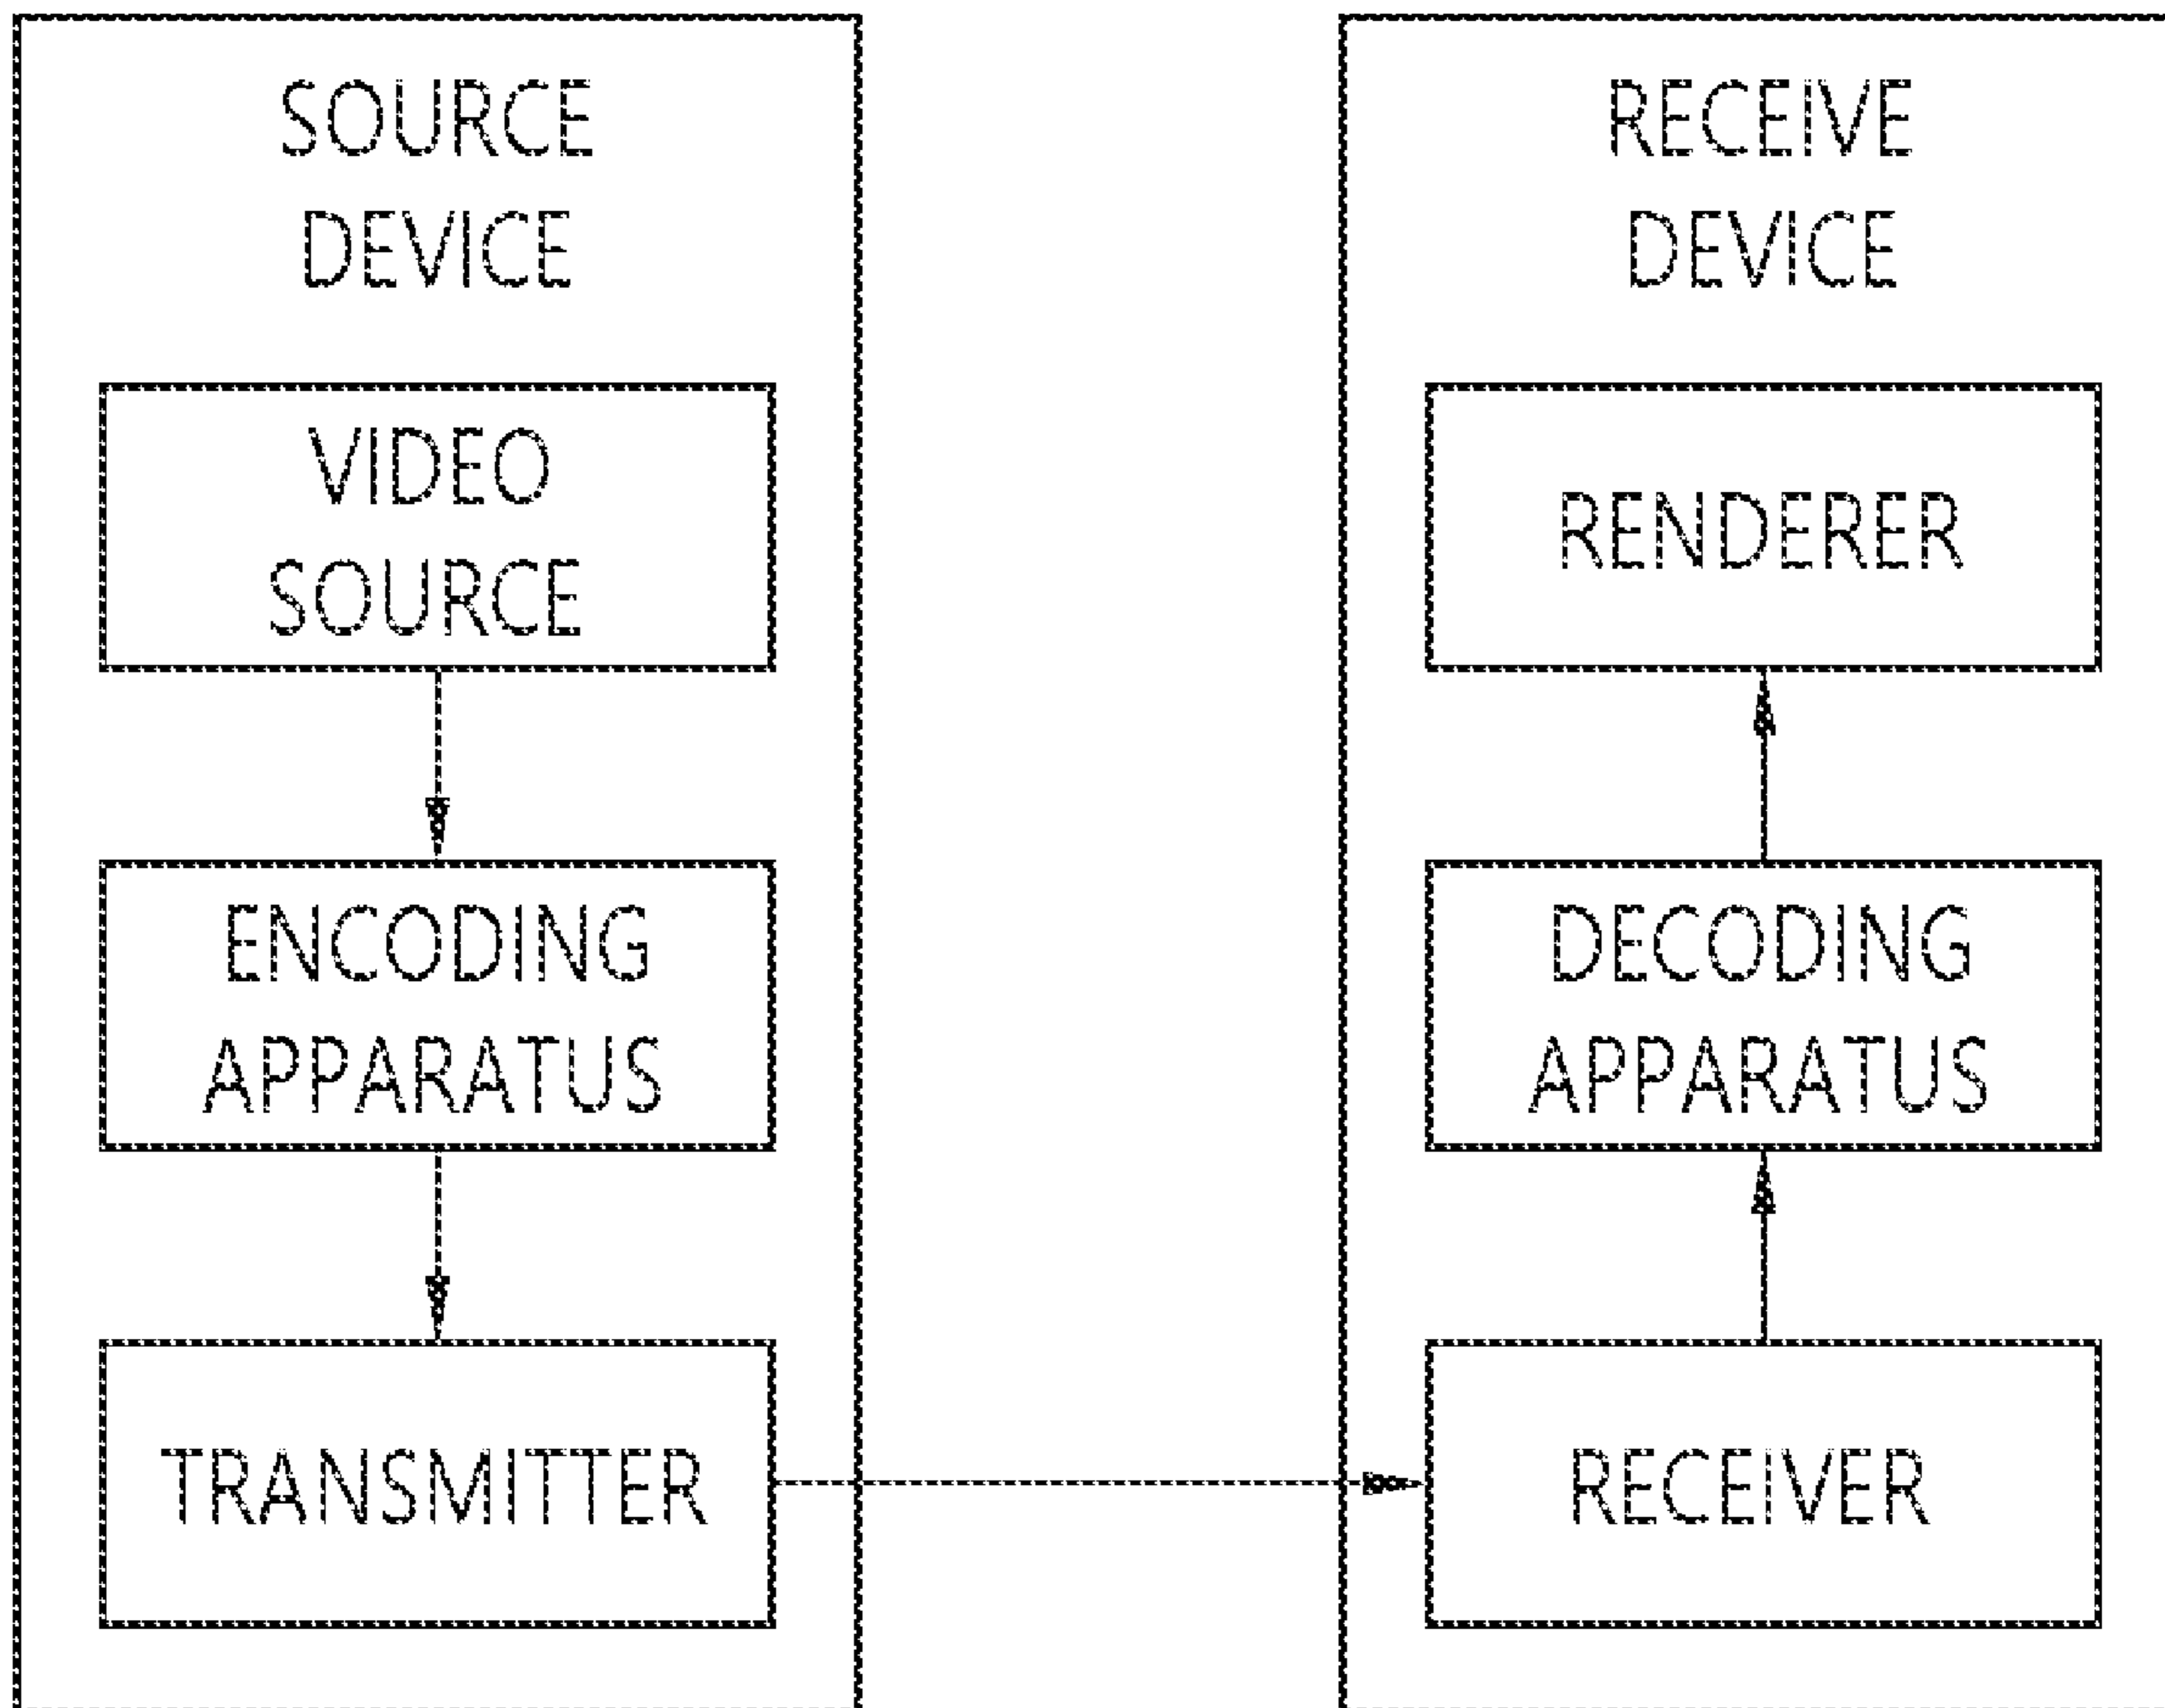 SOURCE
DEVICE
VIDEO
SOURCE
ENCODING
APPARATUS
TRANSMITTER
RECEIVE
DEVICE
RENDERER
DECODING
APPARATUS
RECEIVER